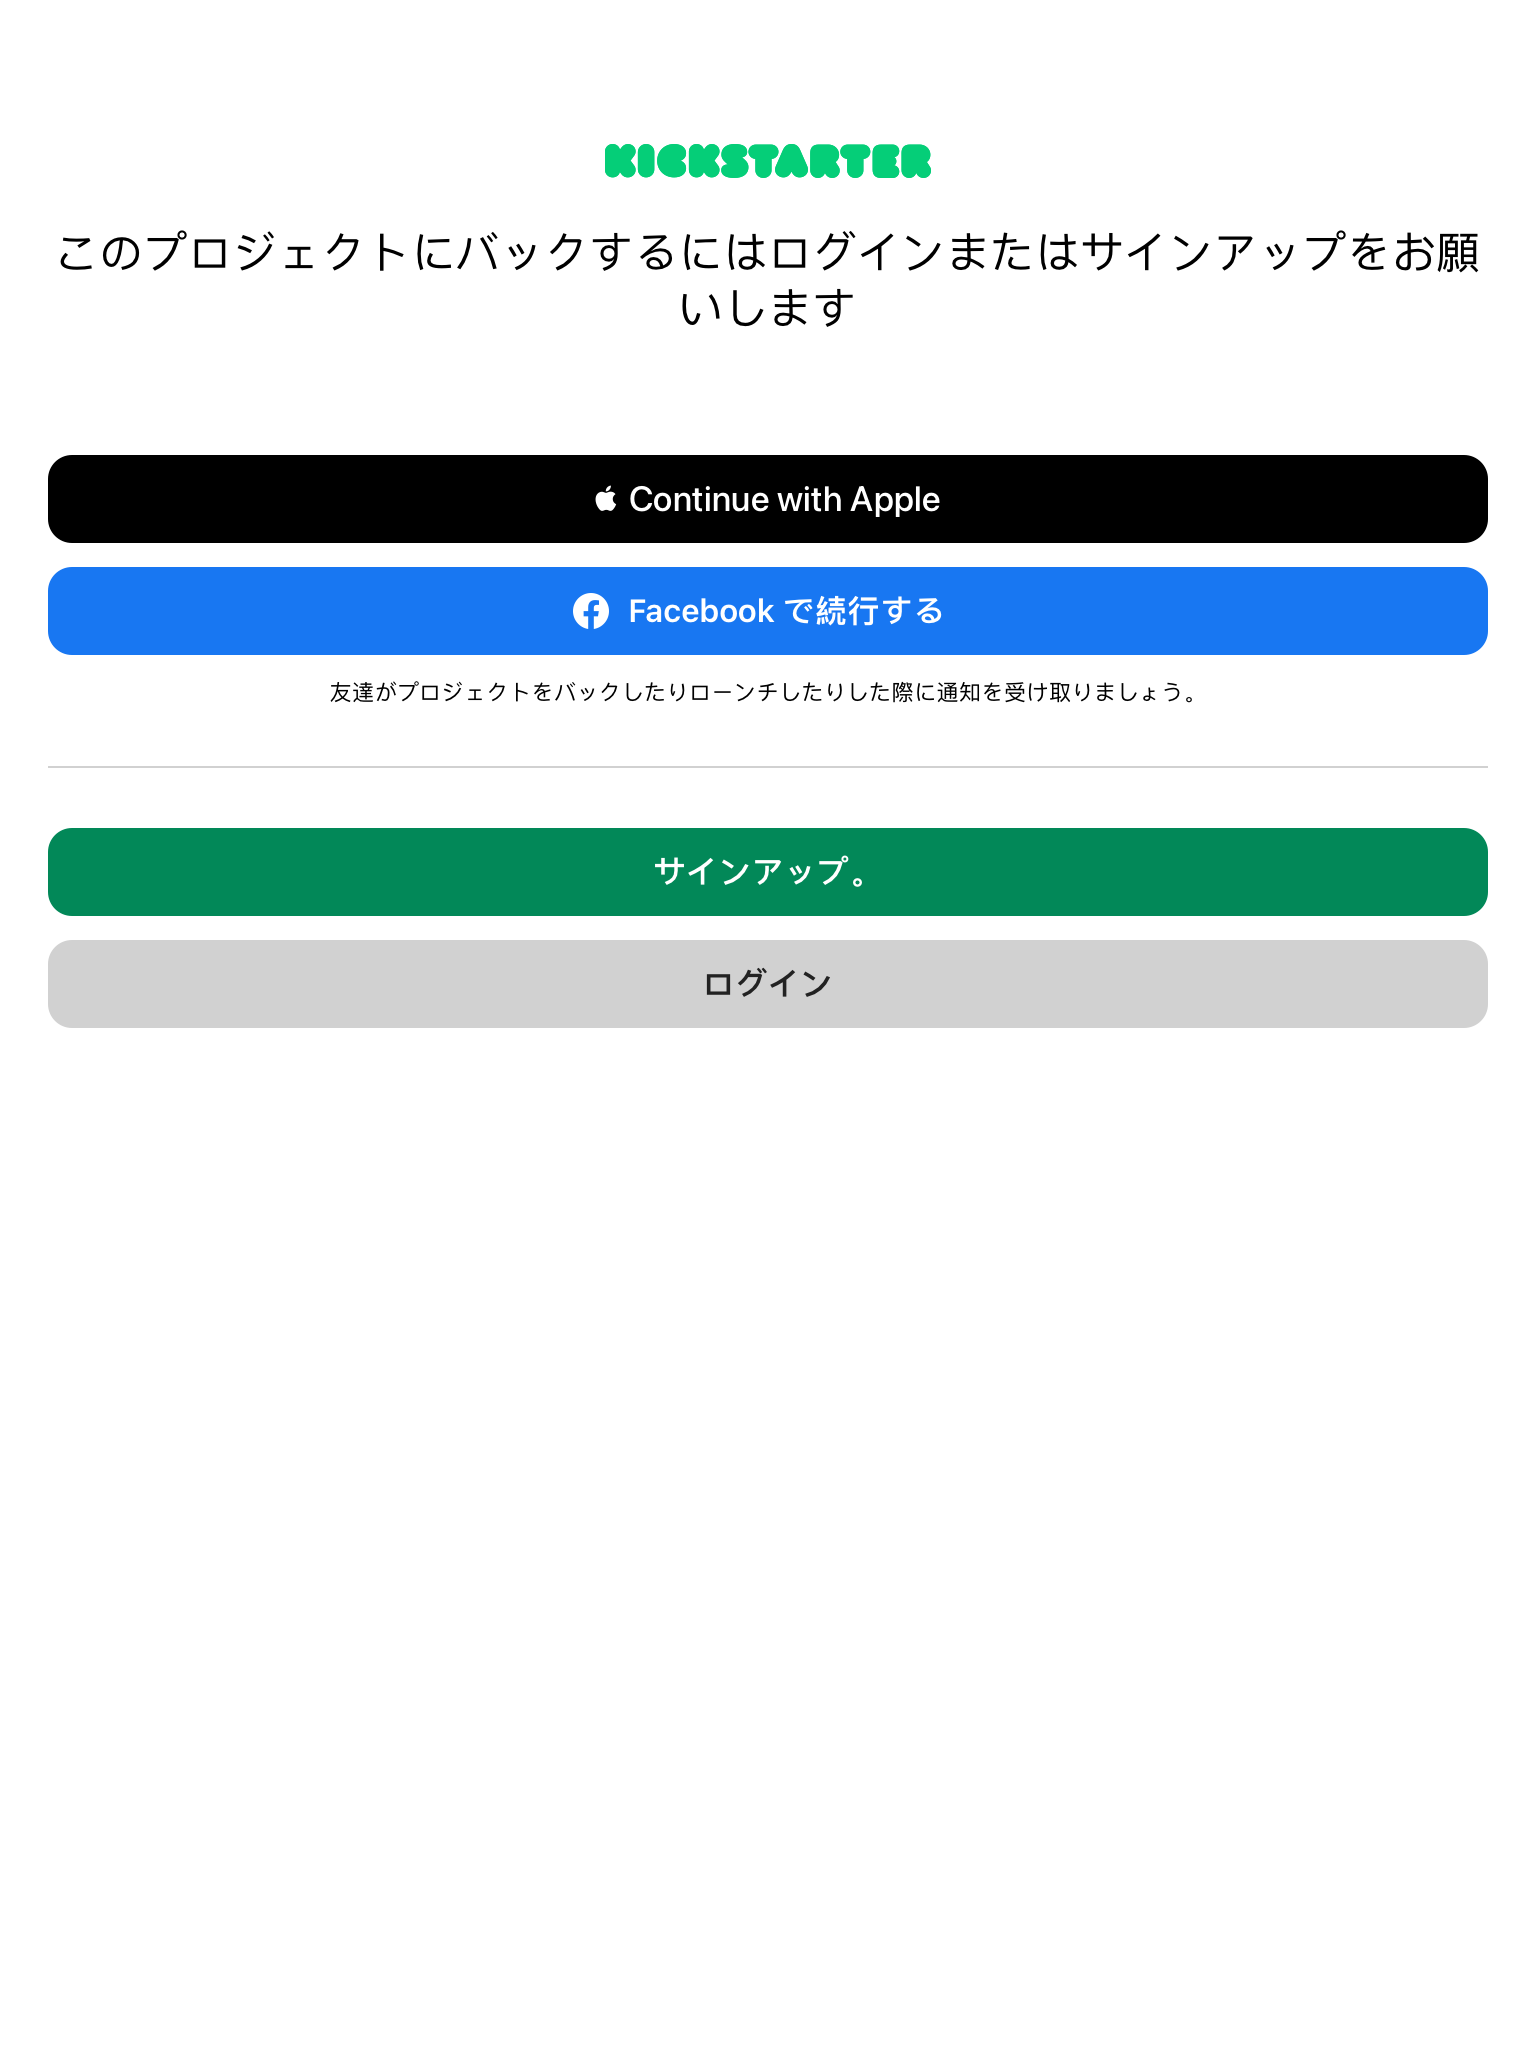 KICKSTARTER
このプロジェクトにバックするにはログインまたはサインアップをお願
いします
Continue with Apple
Facebook で続行する
友達がプロジェクトをバックしたりローンチしたりした際に通知を受け取りましょう。
サインアップ。
ログイン